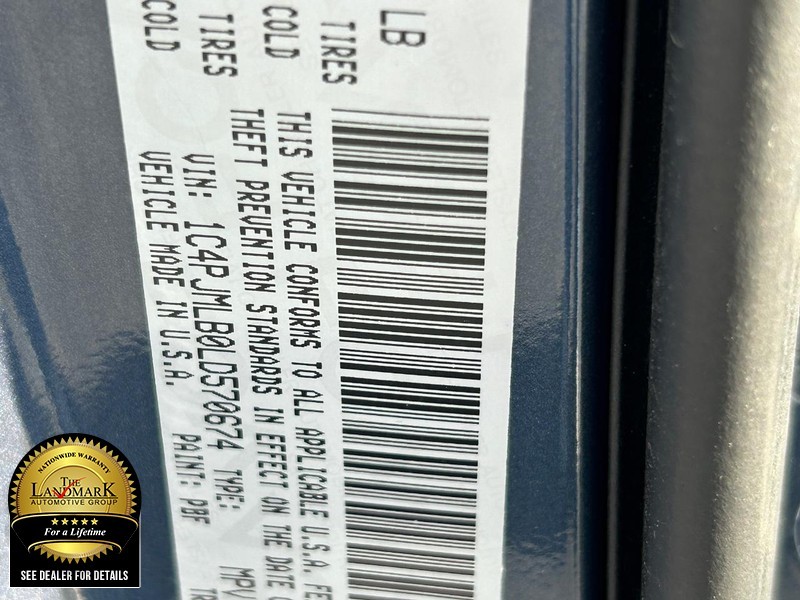 LB
TIRES
COLD
TIRES
COLD
THIS VEHICLE CONFORMS TO ALL APPLICABLE U.S.A. FE
THEFT PREVENTION STANDARDS IN EFFECT ON THE DATE O
VIN: 1C4PJMLB0LD570674 TYPE: MPV
VEHICLE MADE IN U.S.A. PAINT: PBF TR
NATIONWIDE WARRANTY
THE
LANDMARK
AUTOMOTIVE GROUP
For a Lifetime
SEE DEALER FOR DETAILS